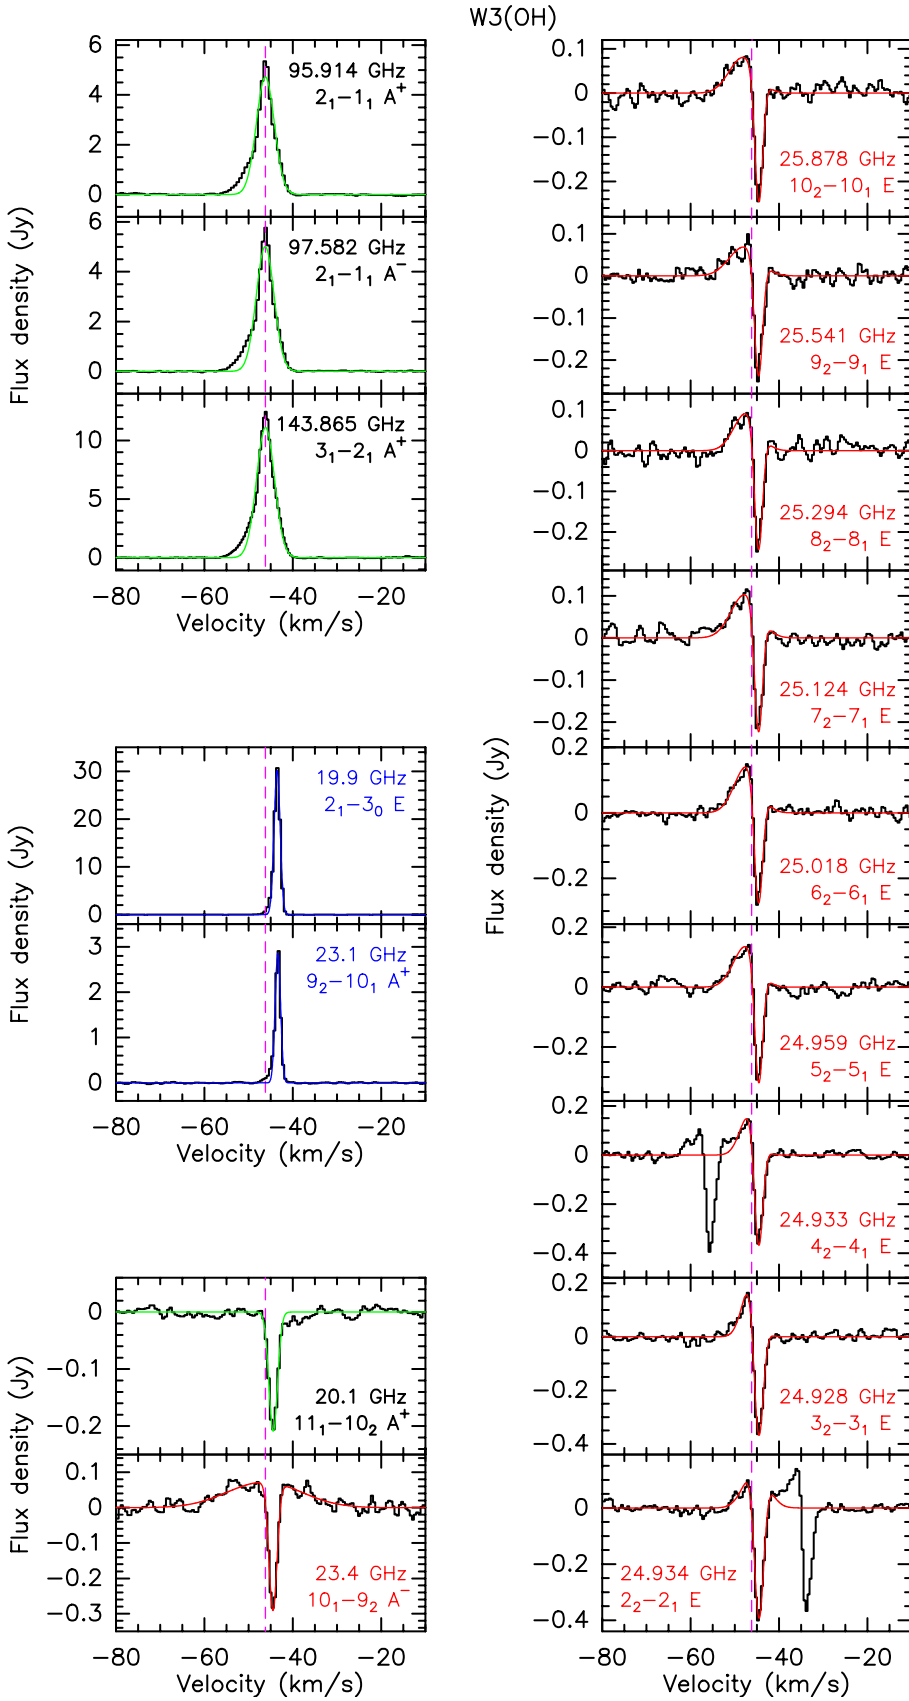 W3(OH)
6
4
2
0
95.914 GHz
2₁−1₁ A⁺
6
4
2
0
97.582 GHz
2₁−1₁ A⁻
10
5
0
143.865 GHz
3₁−2₁ A⁺
Flux density (Jy)
−80 −60 −40 −20
Velocity (km/s)
30
20
10
0
19.9 GHz
2₁−3₀ E
3
2
1
0
23.1 GHz
9₂−10₁ A⁺
Flux density (Jy)
−80 −60 −40 −20
Velocity (km/s)
0
−0.1
−0.2
20.1 GHz
11₁−10₂ A⁺
0.1
0
−0.1
−0.2
−0.3
23.4 GHz
10₁−9₂ A⁻
Flux density (Jy)
−80 −60 −40 −20
Velocity (km/s)
0.1
0
−0.1
−0.2
25.878 GHz
10₂−10₁ E
0.1
0
−0.1
−0.2
25.541 GHz
9₂−9₁ E
0.1
0
−0.1
−0.2
25.294 GHz
8₂−8₁ E
0.1
0
−0.1
−0.2
25.124 GHz
7₂−7₁ E
0.2
0
−0.2
25.018 GHz
6₂−6₁ E
0.2
0
−0.2
24.959 GHz
5₂−5₁ E
0.2
0
−0.2
−0.4
24.933 GHz
4₂−4₁ E
0.2
0
−0.2
−0.4
24.928 GHz
3₂−3₁ E
0
−0.2
−0.4
24.934 GHz
2₂−2₁ E
Flux density (Jy)
−80 −60 −40 −20
Velocity (km/s)